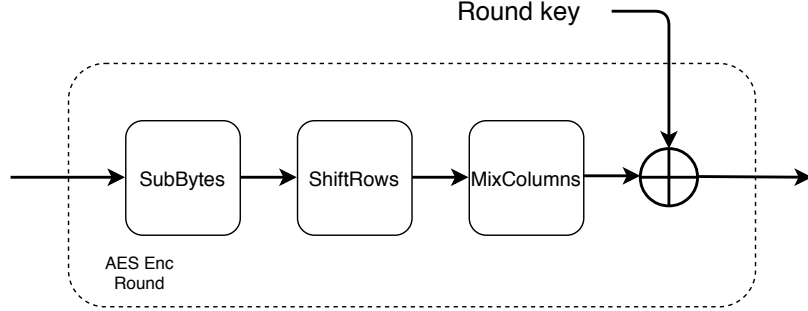 Round key
SubBytes
ShiftRows
MixColumns
AES Enc
Round